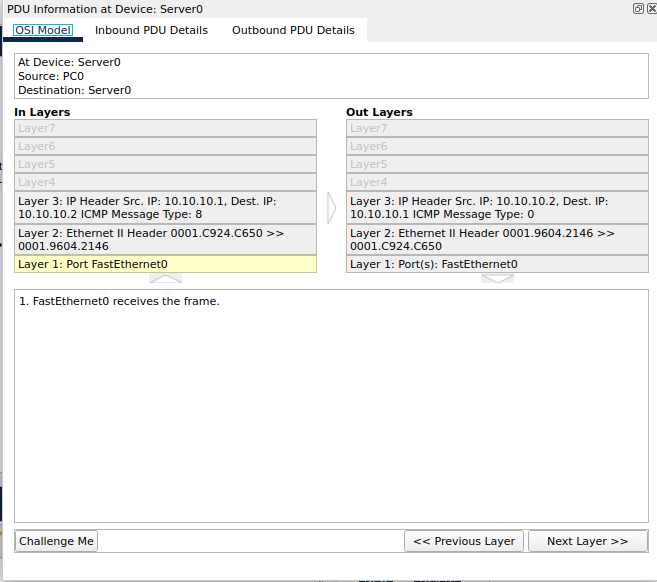 PDU Information at Device: Server0
OSI Model
Inbound PDU Details
Outbound PDU Details
At Device: Server0
Source: PC0
Destination: Server0
In Layers
Layer7
Layer6
Layer5
Layer4
Layer 3: IP Header Src. IP: 10.10.10.1, Dest. IP:
10.10.10.2 ICMP Message Type: 8
Layer 2: Ethernet II Header 0001.C924.C650 >>
0001.9604.2146
Layer 1: Port FastEthernet0
Out Layers
Layer7
Layer6
Layer5
Layer4
Layer 3: IP Header Src. IP: 10.10.10.2, Dest. IP:
10.10.10.1 ICMP Message Type: 0
Layer 2: Ethernet II Header 0001.9604.2146 >>
0001.C924.C650
Layer 1: Port(s): FastEthernet0
1. FastEthernet0 receives the frame.
Challenge Me
<< Previous Layer
Next Layer >>